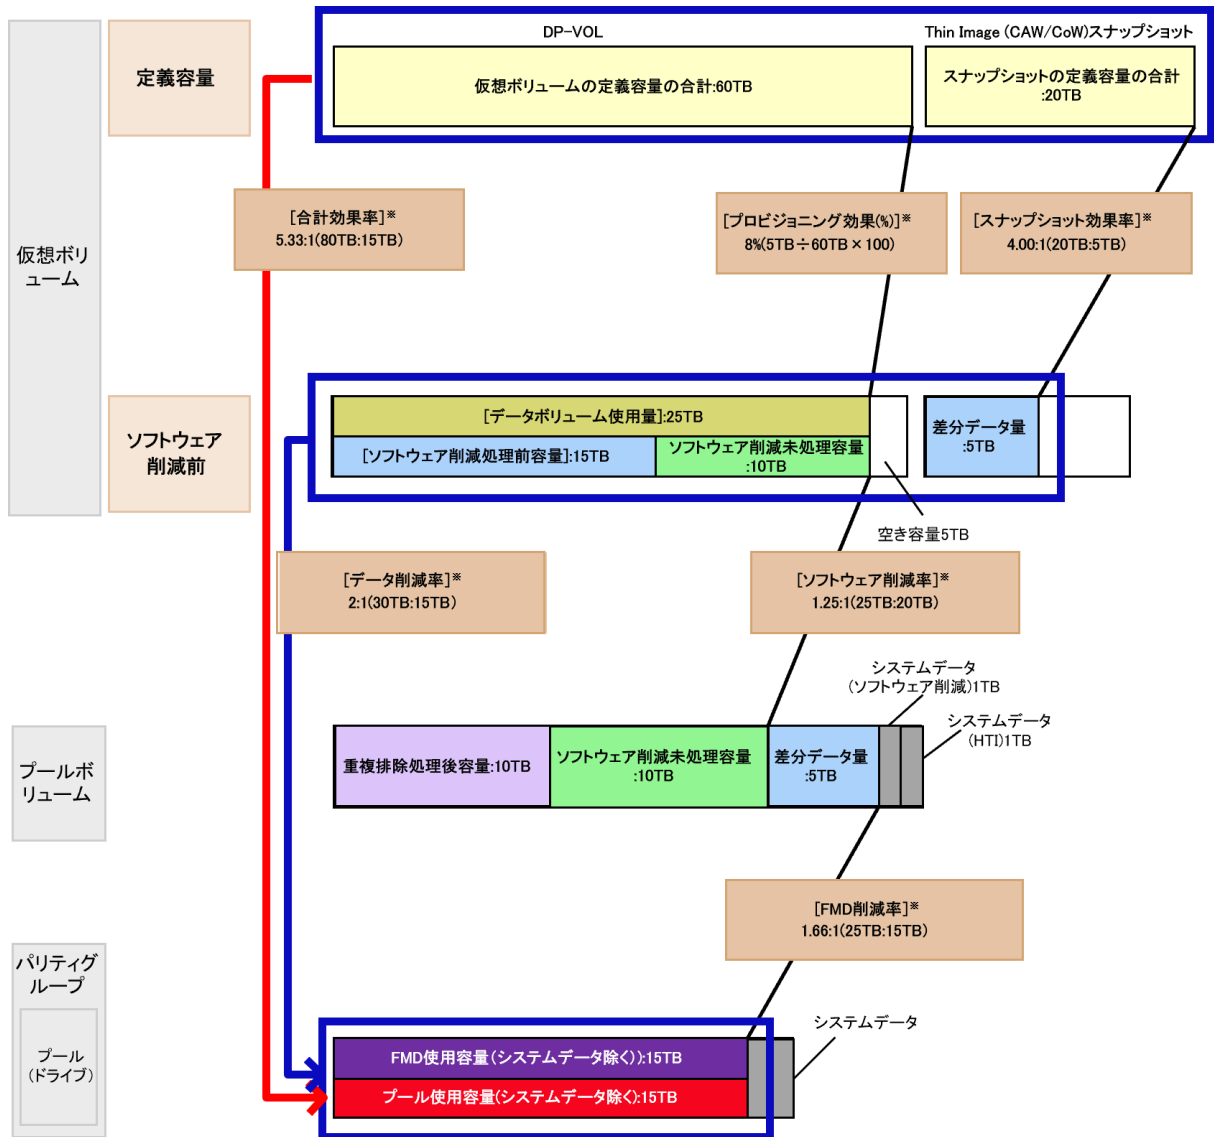 DP-VOL
Thin Image (CAW/CoW)スナップショット
定義容量
仮想ボリュームの定義容量の合計:60TB
スナップショットの定義容量の合計
:20TB
[合計効果率]※
5.33:1(80TB:15TB)
[プロビジョニング効果(%)]※
8%(5TB÷60TB×100)
[スナップショット効果率]※
4.00:1(20TB:5TB)
仮想ボリ
ューム
ソフトウェア
削減前
[データボリューム使用量]:25TB
[ソフトウェア削減処理前容量]:15TB
ソフトウェア削減未処理容量
:10TB
差分データ量
:5TB
空き容量5TB
[データ削減率]※
2:1(30TB:15TB)
[ソフトウェア削減率]※
1.25:1(25TB:20TB)
システムデータ
(ソフトウェア削減)1TB
システムデータ
(HTI)1TB
プールボ
リューム
重複排除処理後容量:10TB
ソフトウェア削減未処理容量
:10TB
差分データ量
:5TB
[FMD削減率]※
1.66:1(25TB:15TB)
パリティグ
ループ
プール
(ドライブ)
システムデータ
FMD使用容量(システムデータ除く)):15TB
プール使用容量(システムデータ除く):15TB